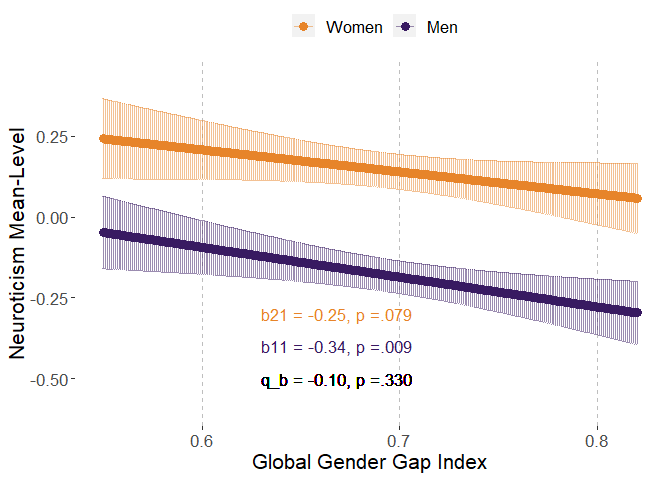 Women Men
Neuroticism Mean-Level
0.25
0.00
-0.25
-0.50
b21 = -0.25, p =.079
b11 = -0.34, p =.009
q_b = -0.10, p =.330
0.6 0.7 0.8
Global Gender Gap Index